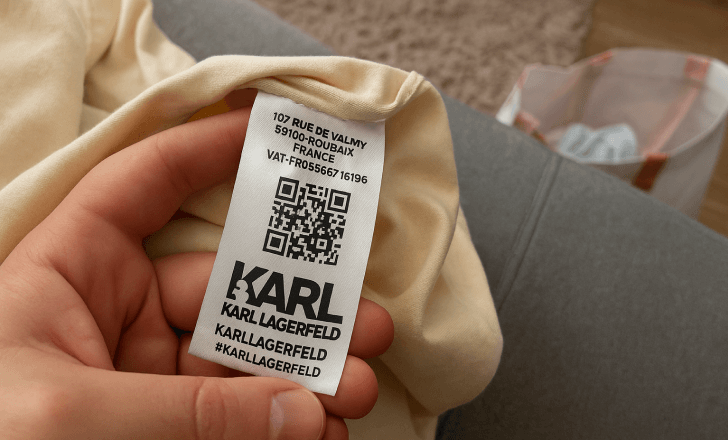 107 RUE DE VALMY
59100-ROUBAIX
FRANCE
VAT-FR05566716196
KARL
KARL LAGERFELD
KARLLAGERFELD
#KARLLAGERFELD